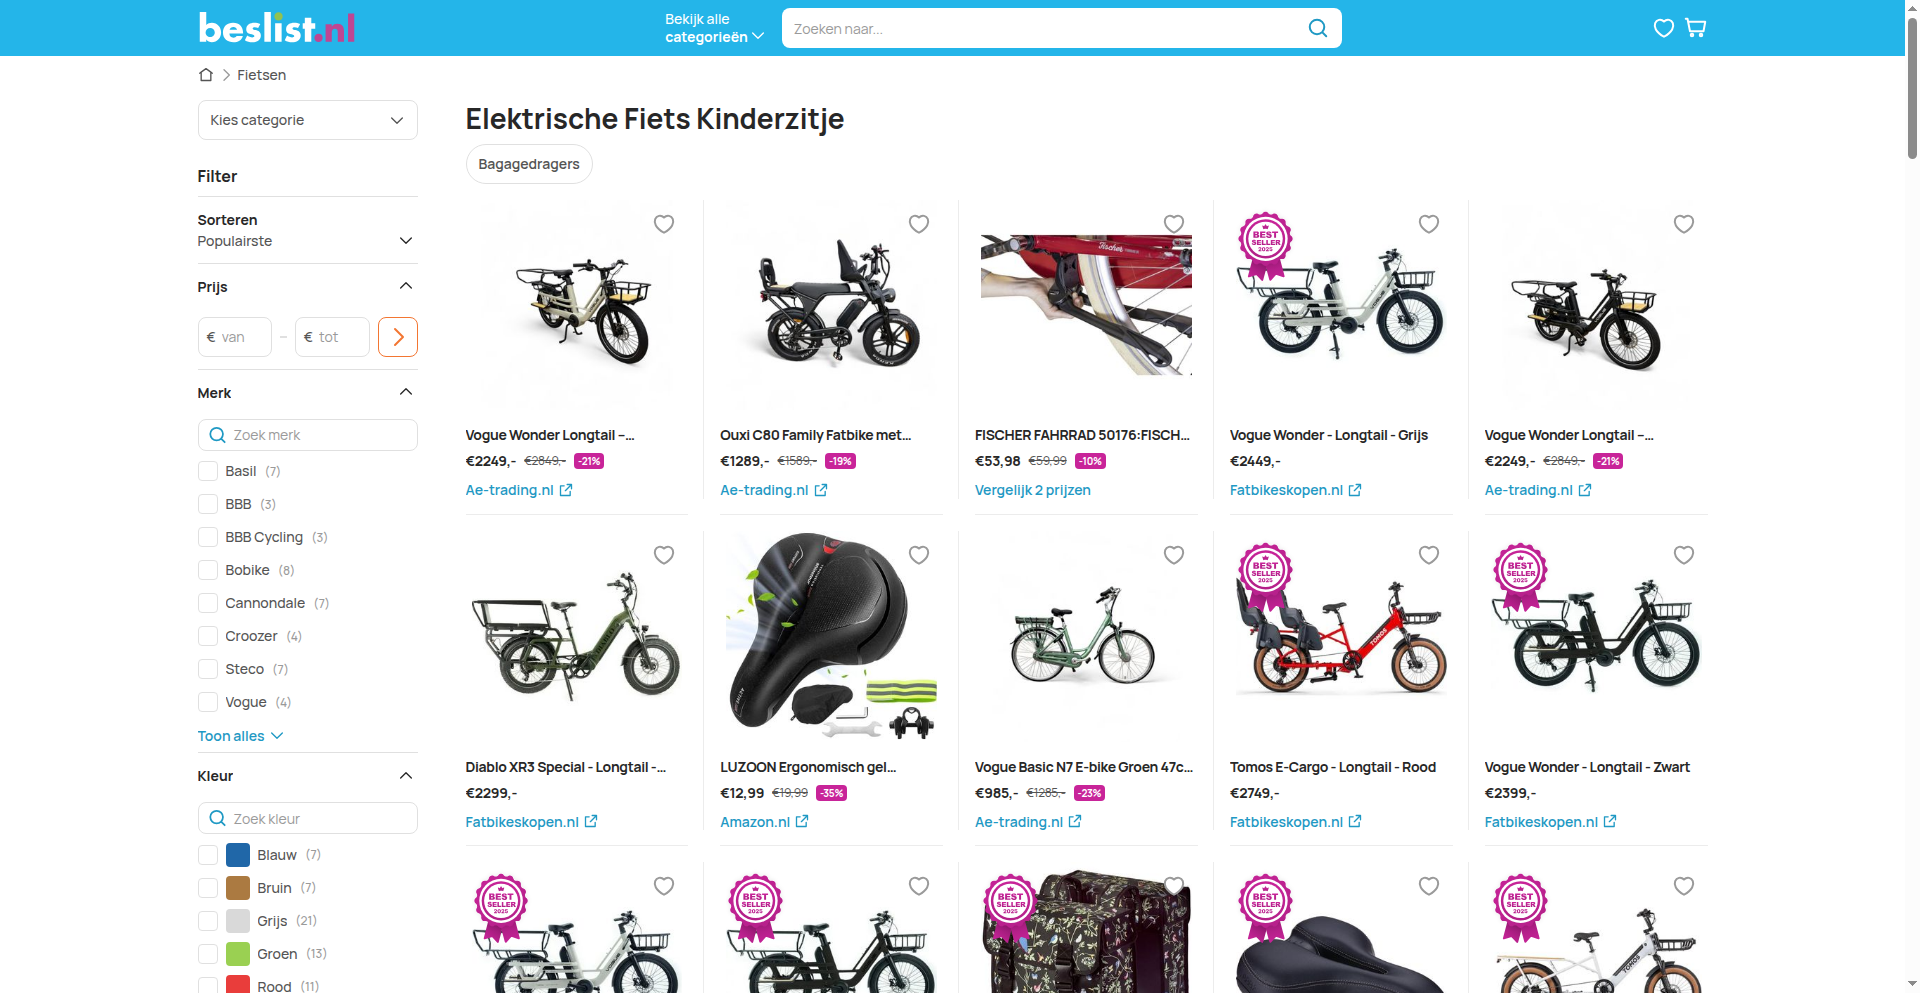 beslist.nl
Bekijk alle
categorieën
Zoeken naar...
Fietsen
Kies categorie
Filter
Sorteren
Populairste
Prijs
€ van
–
€ tot
Merk
Zoek merk
Basil (7)
BBB (3)
BBB Cycling (3)
Bobike (8)
Cannondale (7)
Croozer (4)
Steco (7)
Vogue (4)
Toon alles
Kleur
Zoek kleur
Blauw (7)
Bruin (7)
Grijs (21)
Groen (13)
Rood (11)
Elektrische Fiets Kinderzitje
Bagagedragers
Vogue Wonder Longtail –...
€2249,- €2849,- -21%
Ae-trading.nl
Ouxi C80 Family Fatbike met...
€1289,- €1589,- -19%
Ae-trading.nl
Fischer
FISCHER FAHRRAD 50176:FISCH...
€53,98 €59,99 -10%
Vergelijk 2 prijzen
BEST
SELLER
2025
Vogue Wonder - Longtail - Grijs
€2449,-
Fatbikeskopen.nl
Vogue Wonder Longtail –...
€2249,- €2849,- -21%
Ae-trading.nl
Diablo XR3 Special - Longtail -...
€2299,-
Fatbikeskopen.nl
LUZOON Ergonomisch gel...
€12,99 €19,99 -35%
Amazon.nl
Vogue Basic N7 E-bike Groen 47c...
€985,- €1285,- -23%
Ae-trading.nl
BEST
SELLER
2025
TOMOS
Tomos E-Cargo - Longtail - Rood
€2749,-
Fatbikeskopen.nl
BEST
SELLER
2025
Vogue Wonder - Longtail - Zwart
€2399,-
Fatbikeskopen.nl
BEST
SELLER
2025
BEST
SELLER
2025
BEST
SELLER
2025
BEST
SELLER
2025
BEST
SELLER
2025
TOMOS